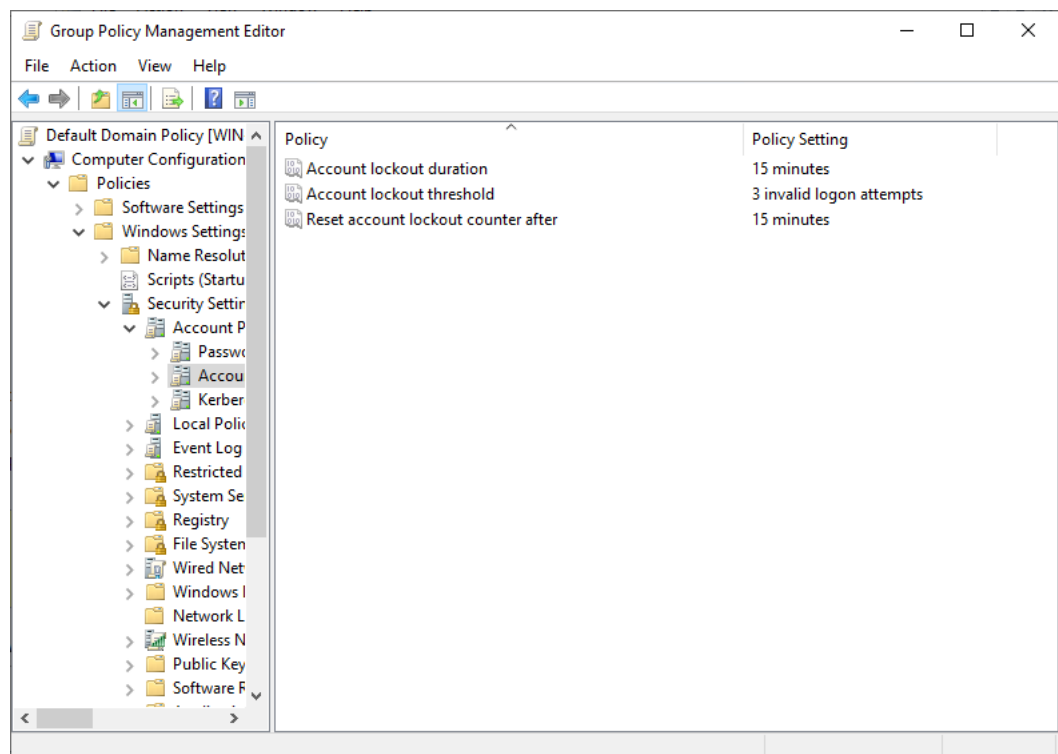 Group Policy Management Editor
File Action View Help
Default Domain Policy [WIN
Computer Configuration
Policies
Software Settings
Windows Settings
Name Resolut
Scripts (Startu
Security Settin
Account P
Passwo
Accou
Kerber
Local Polic
Event Log
Restricted
System Se
Registry
File System
Wired Net
Windows
Network L
Wireless N
Public Key
Software R
Policy Policy Setting
Account lockout duration 15 minutes
Account lockout threshold 3 invalid logon attempts
Reset account lockout counter after 15 minutes